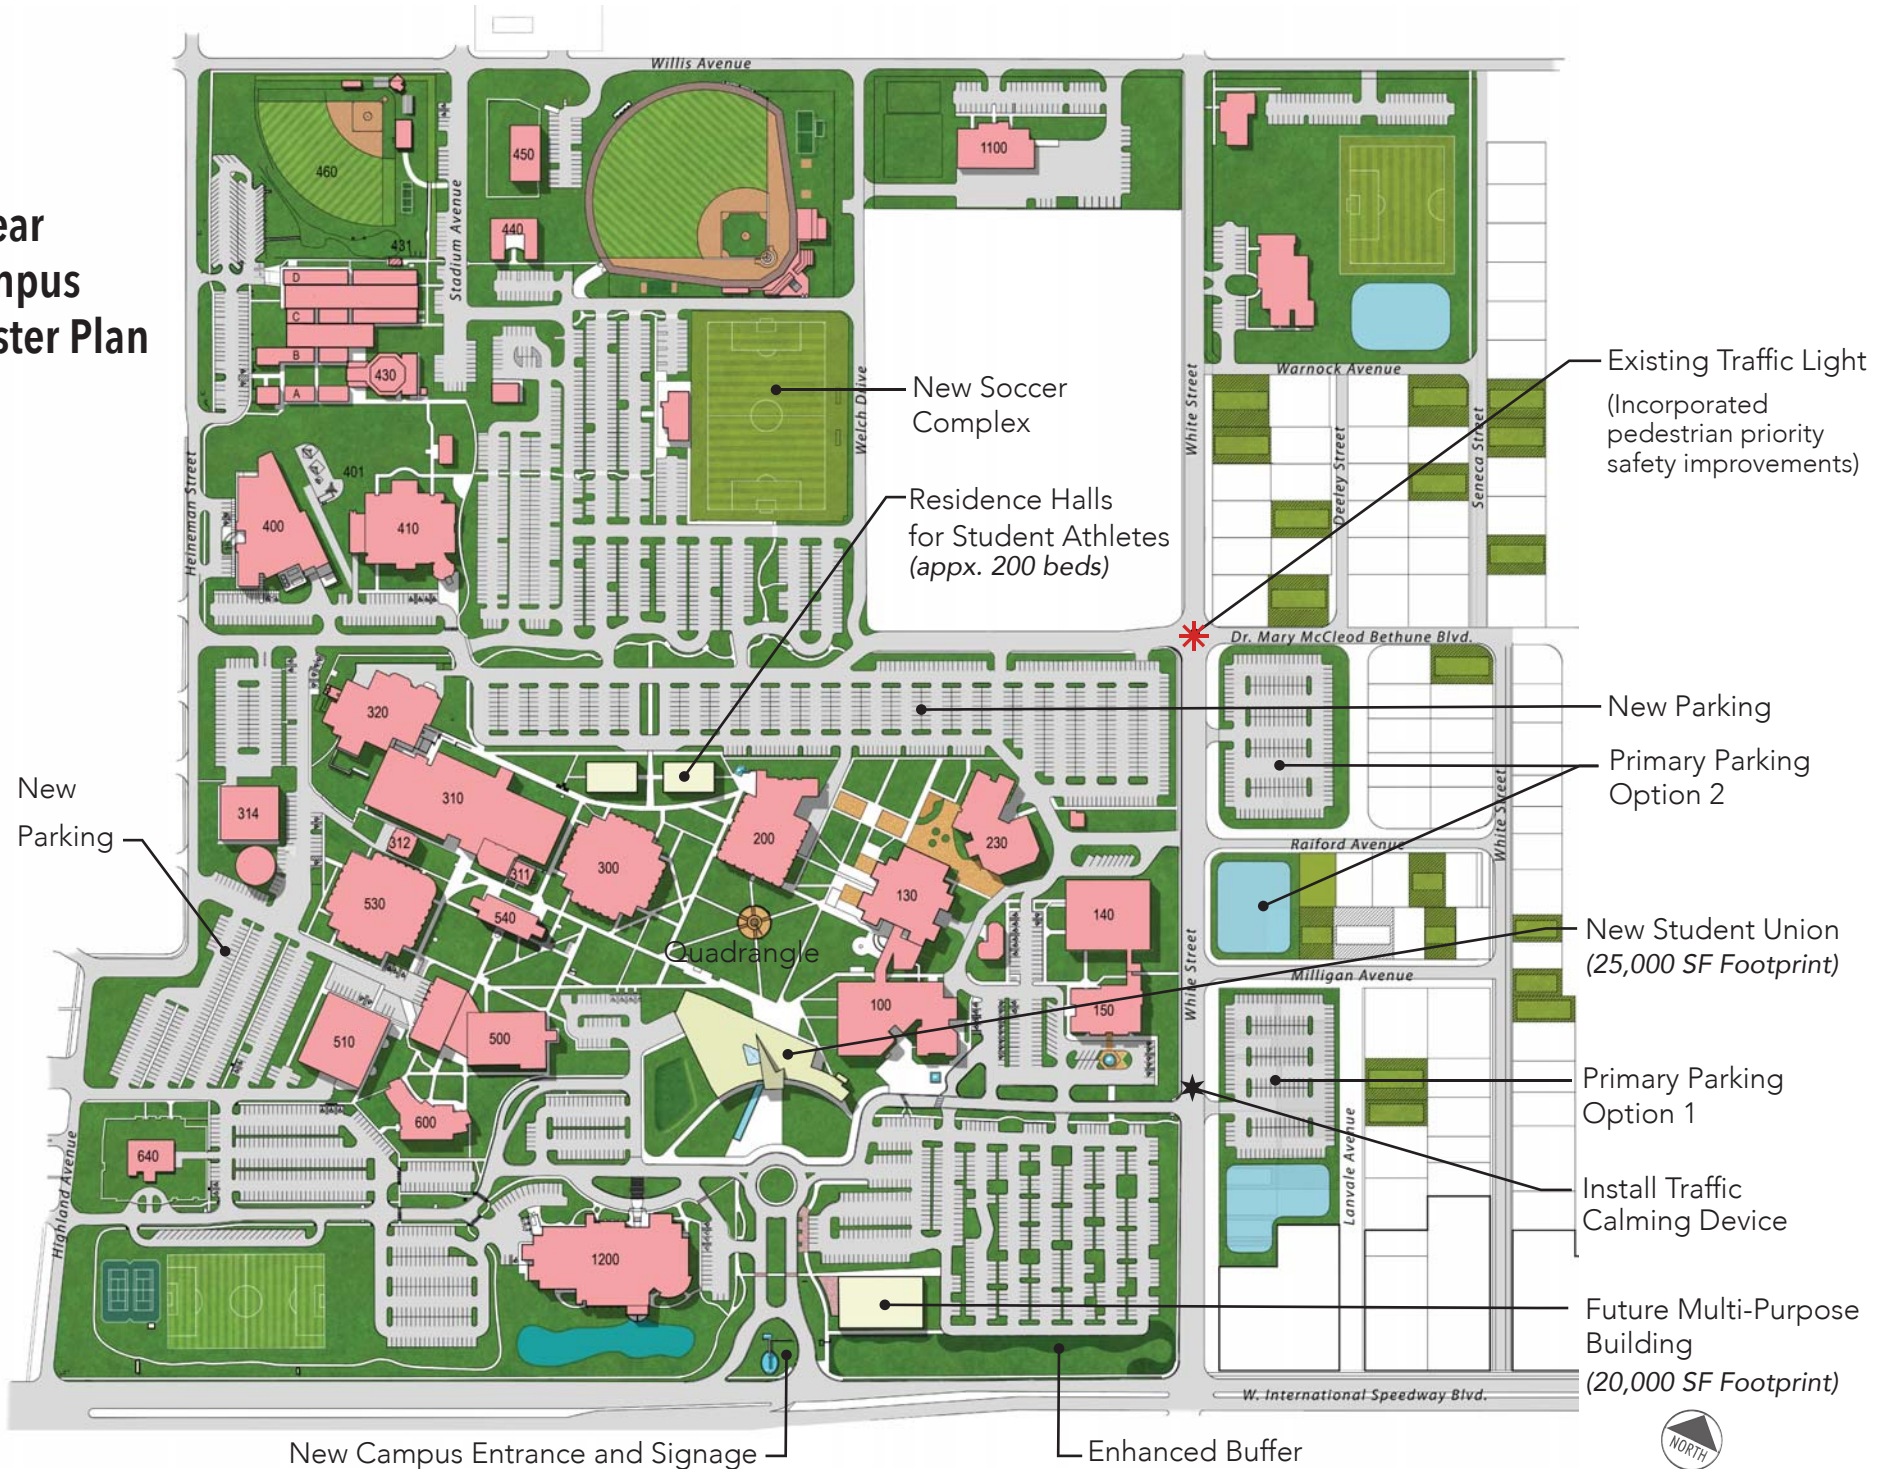 ear
npus
ster Plan
Willis Avenue
460
450
440
1100
431
Stadium Avenue
D
C
B
A
430
Heineman Street
400
401
410
Welch Drive
White Street
Warnock Avenue
Deeley Street
Seneca Street
New Soccer
Complex
Residence Halls
for Student Athletes
(appx. 200 beds)
Existing Traffic Light
(Incorporated
pedestrian priority
safety improvements)
Dr. Mary McCleod Bethune Blvd.
New Parking
Primary Parking
Option 2
White Street
Raiford Avenue
New
Parking
320
310
314
312
311
300
200
230
530
540
130
140
Quadrangle
New Student Union
(25,000 SF Footprint)
Milligan Avenue
White Street
100
150
510
500
600
640
Primary Parking
Option 1
Lanvale Avenue
Install Traffic
Calming Device
Highland Avenue
1200
Future Multi-Purpose
Building
(20,000 SF Footprint)
W. International Speedway Blvd.
New Campus Entrance and Signage
Enhanced Buffer
NORTH